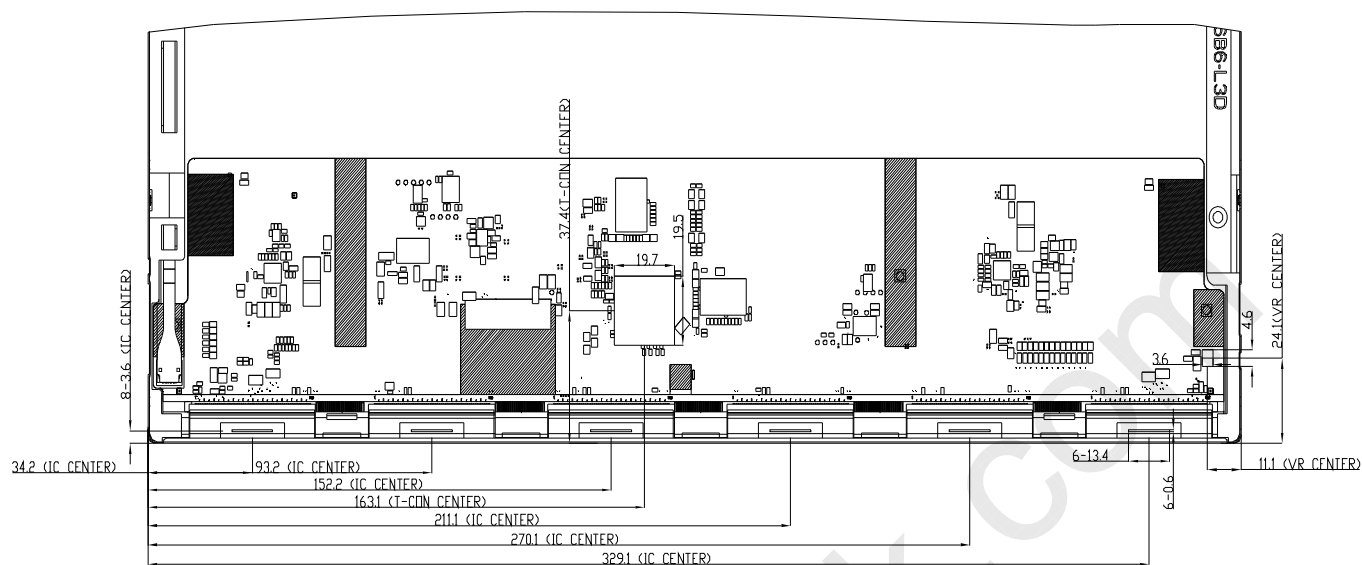 6B6-L3D
37.4(T-CON CENTER)
19.5
19.7
24.1(VR CENTER)
4.6
3.6
8-3.6 (IC CENTER)
34.2 (IC CENTER)
93.2 (IC CENTER)
6-13.4
11.1 (VR CENTER)
152.2 (IC CENTER)
6-0.6
163.1 (T-CON CENTER)
211.1 (IC CENTER)
270.1 (IC CENTER)
329.1 (IC CENTER)
k.com